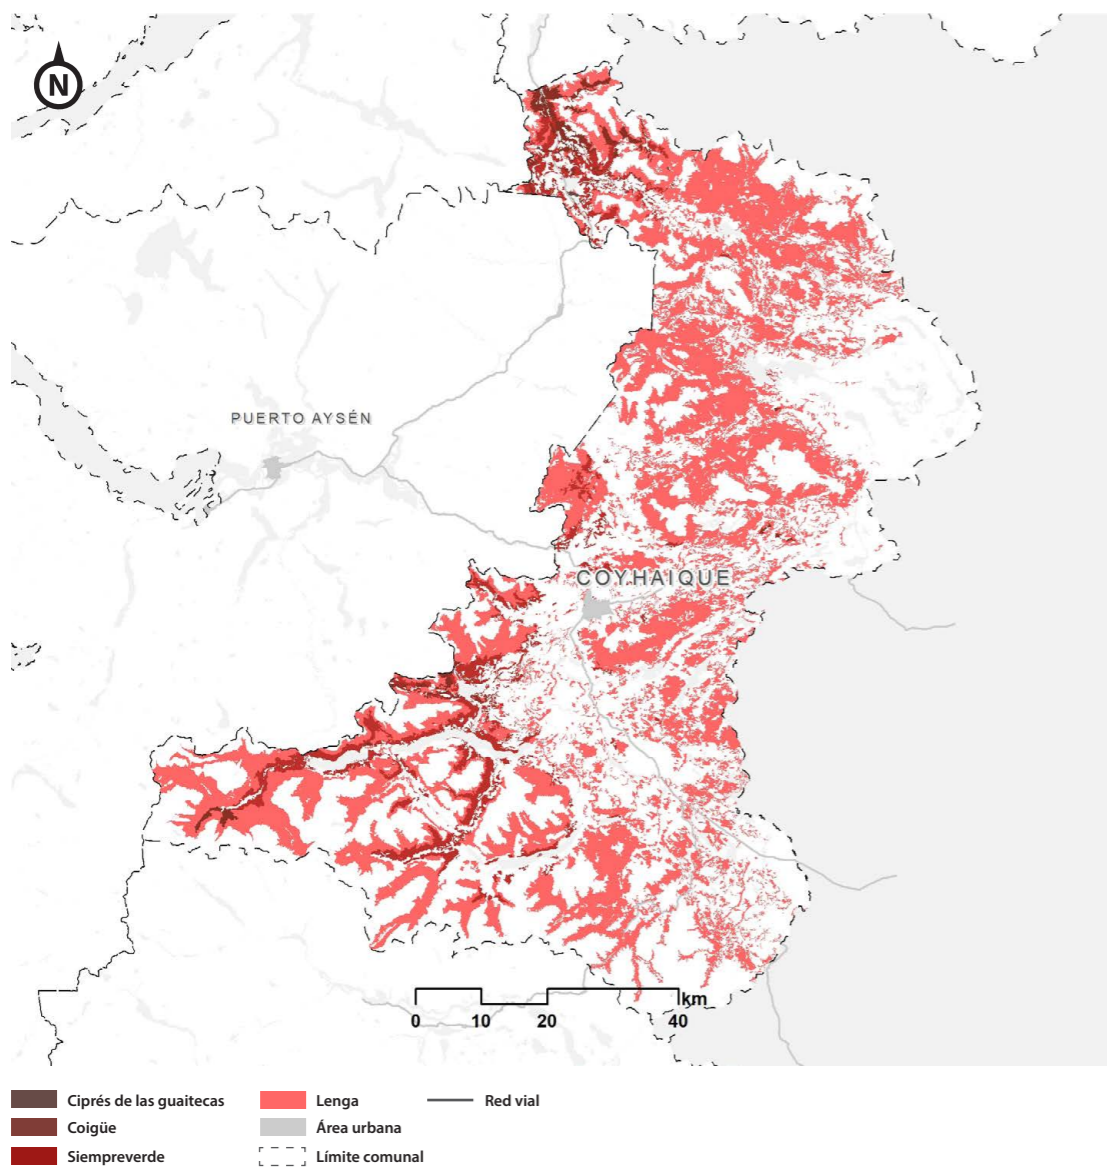 N
PUERTO AYSÉN
COYHAIQUE
km
0 10 20 40
Ciprés de las guaitecas
Lenga
Red vial
Coigüe
Área urbana
Siempreverde
Límite comunal